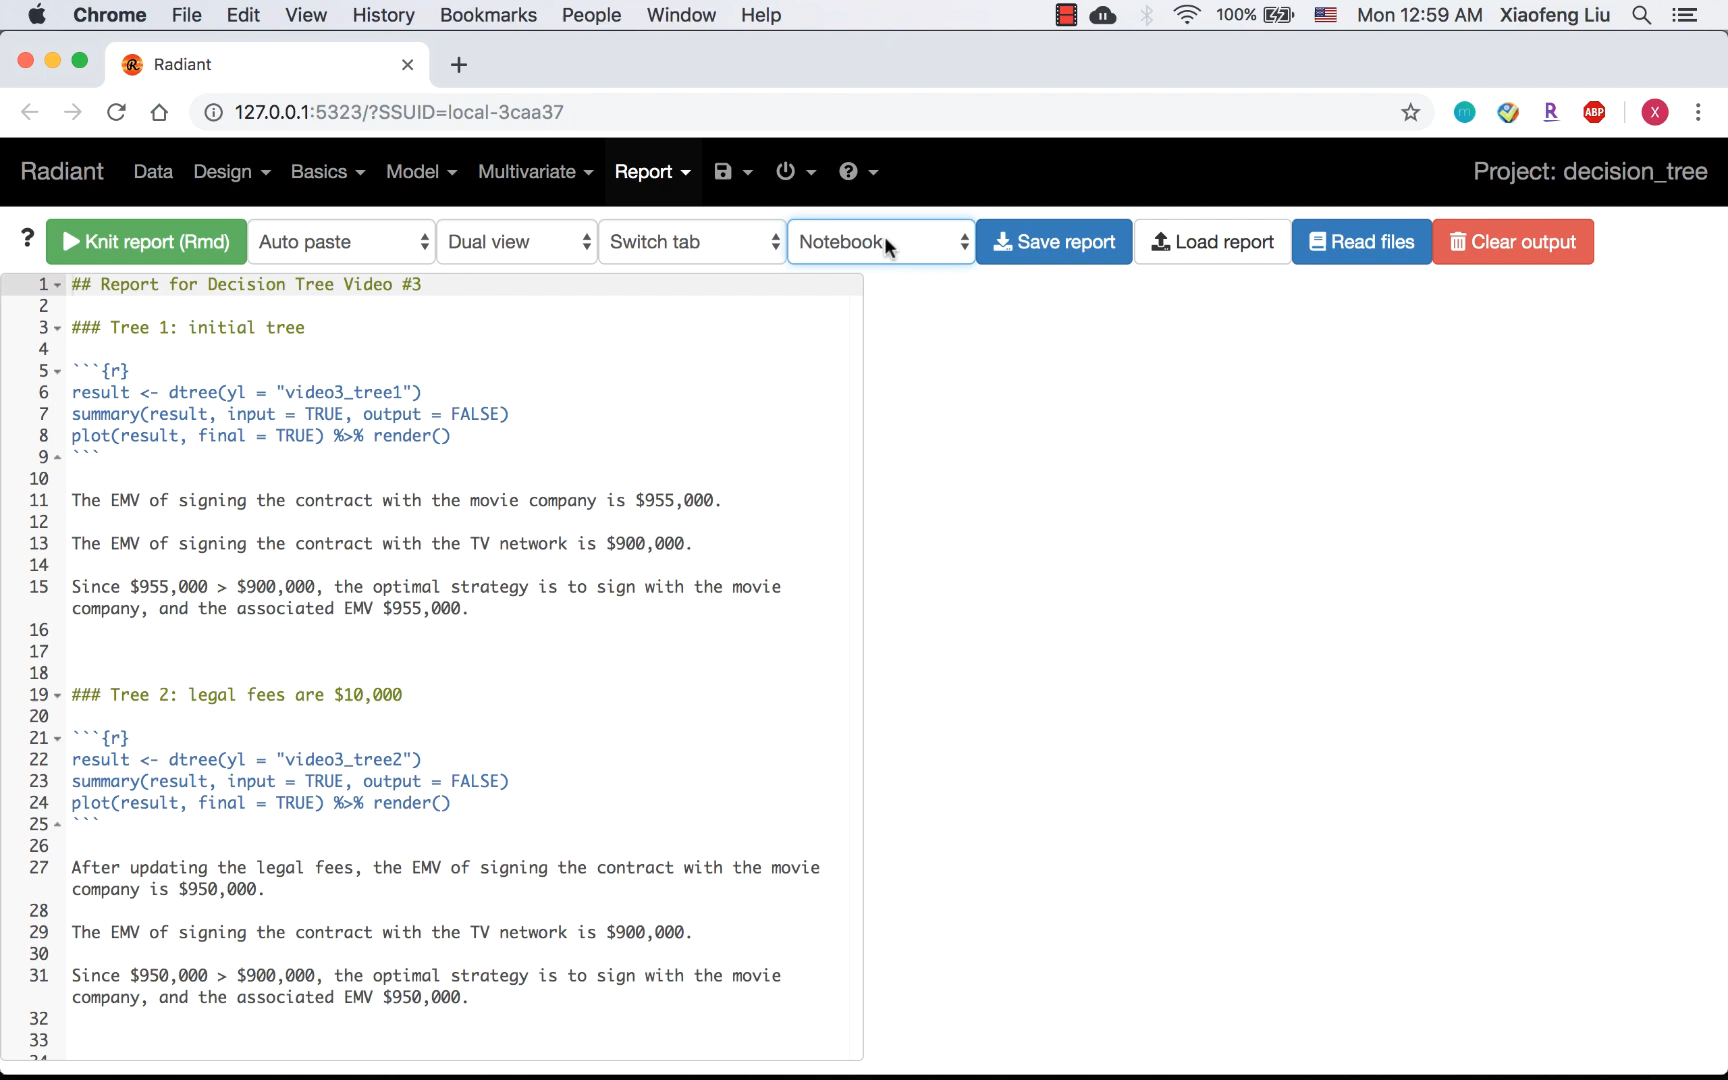 Chrome File Edit View History Bookmarks People Window Help 100% Mon 12:59 AM Xiaofeng Liu
Radiant
127.0.0.1:5323/?SSUID=local-3caa37
m R ABP X
Radiant Data Design Basics Model Multivariate Report Project: decision_tree
? Knit report (Rmd) Auto paste Dual view Switch tab Notebook Save report Load report Read files Clear output
1 ## Report for Decision Tree Video #3
2
3 ### Tree 1: initial tree
4
5 ```{r}
6 result <- dtree(yl = "video3_tree1")
7 summary(result, input = TRUE, output = FALSE)
8 plot(result, final = TRUE) %>% render()
9 ```
10
11 The EMV of signing the contract with the movie company is $955,000.
12
13 The EMV of signing the contract with the TV network is $900,000.
14
15 Since $955,000 > $900,000, the optimal strategy is to sign with the movie
company, and the associated EMV $955,000.
16
17
18
19 ### Tree 2: legal fees are $10,000
20
21 ```{r}
22 result <- dtree(yl = "video3_tree2")
23 summary(result, input = TRUE, output = FALSE)
24 plot(result, final = TRUE) %>% render()
25 ```
26
27 After updating the legal fees, the EMV of signing the contract with the movie
company is $950,000.
28
29 The EMV of signing the contract with the TV network is $900,000.
30
31 Since $950,000 > $900,000, the optimal strategy is to sign with the movie
company, and the associated EMV $950,000.
32
33
34